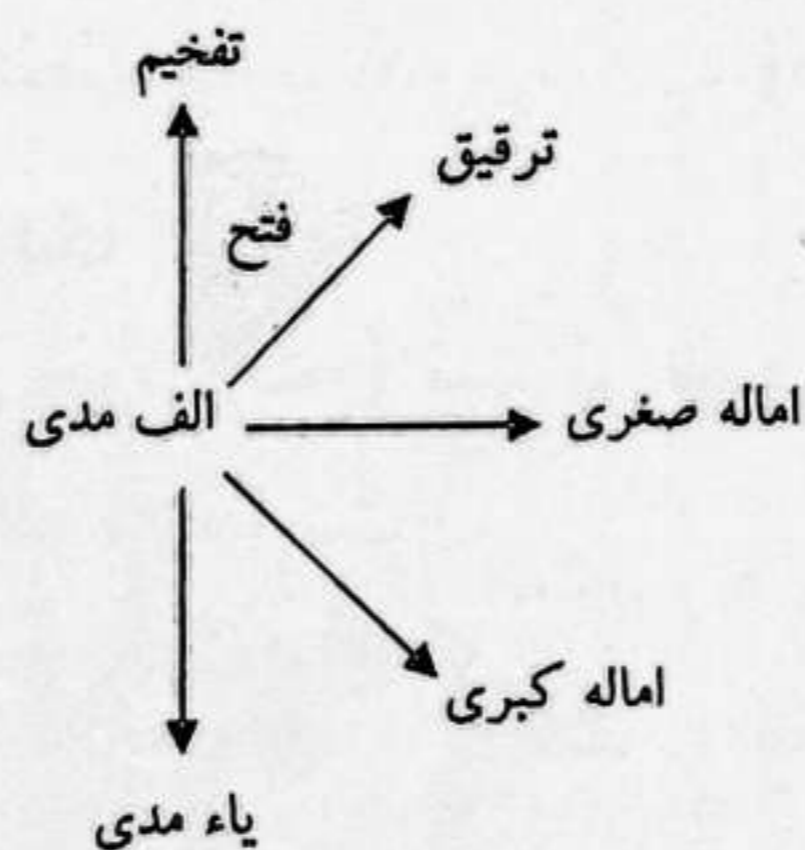 تفخیم
ترقیق
فتح
الف مدی
اماله صغری
اماله کبری
یاء مدی